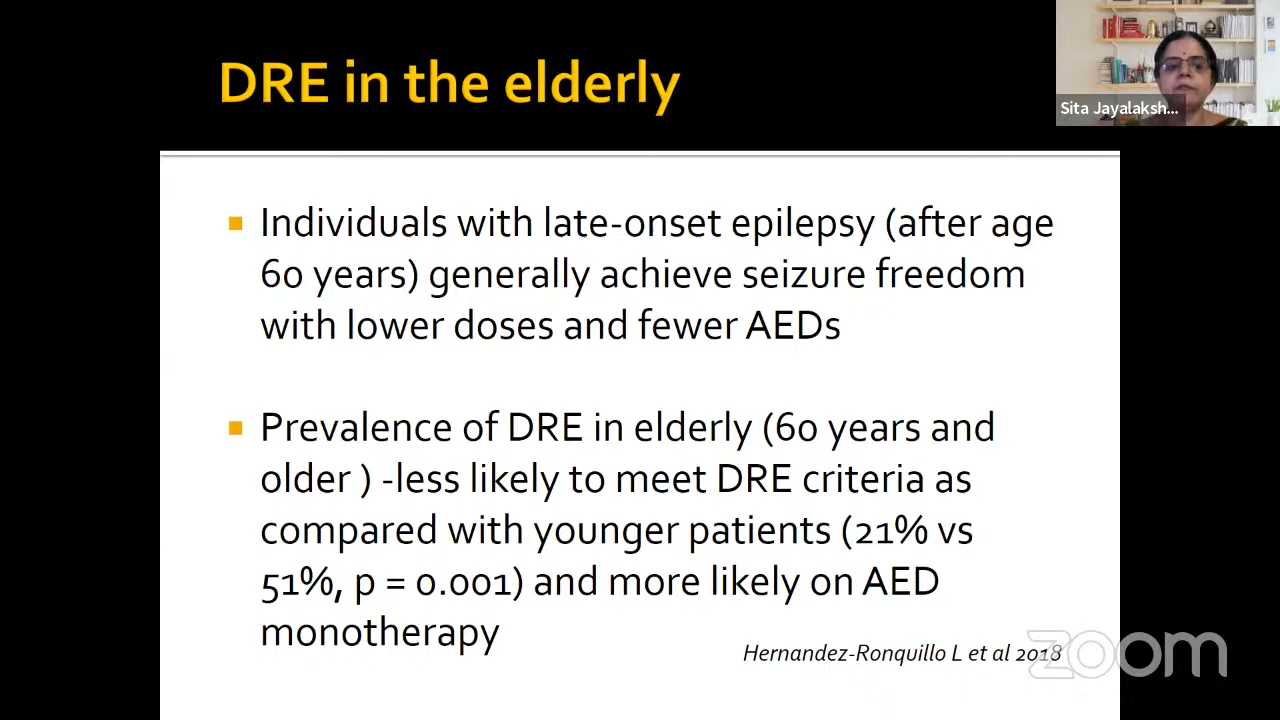 DRE in the elderly
Sita Jayalaksh...
Individuals with late-onset epilepsy (after age
60 years) generally achieve seizure freedom
with lower doses and fewer AEDs
Prevalence of DRE in elderly (60 years and
older ) -less likely to meet DRE criteria as
compared with younger patients (21% vs
51%, p = 0.001) and more likely on AED
monotherapy
Hernandez-Ronquillo L et al 2018
zoom